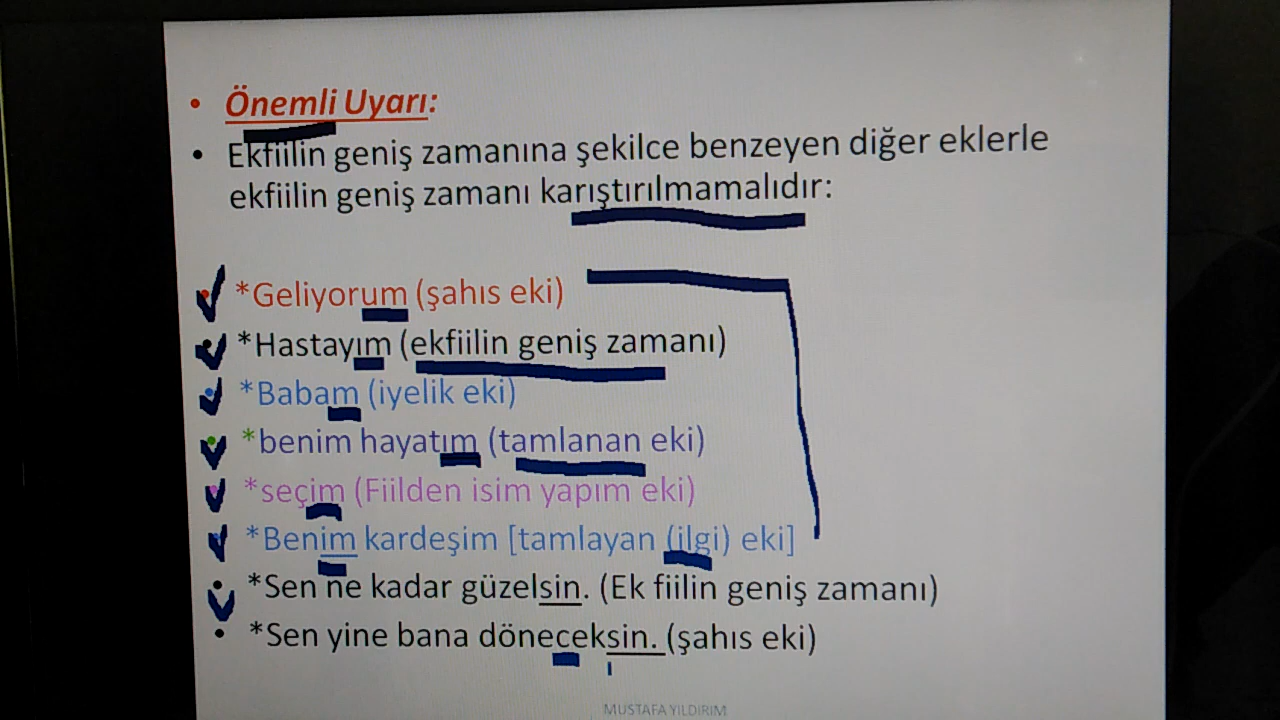 • Önemli Uyarı:
• Ekfiilin geniş zamanına şekilce benzeyen diğer eklerle
ekfiilin geniş zamanı karıştırılmamalıdır:
• *Geliyorum (şahıs eki)
• *Hastayım (ekfiilin geniş zamanı)
• *Babam (iyelik eki)
• *benim hayatım (tamlanan eki)
• *seçim (Fiilden isim yapım eki)
• *Benim kardeşim [tamlayan (ilgi) eki]
• *Sen ne kadar güzelsin. (Ek fiilin geniş zamanı)
• *Sen yine bana döneceksin. (şahıs eki)
MUSTAFA YILDIRIM